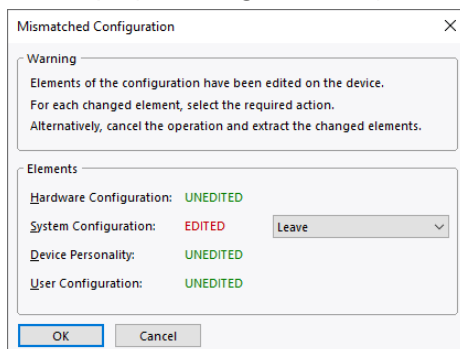 Mismatched Configuration
Warning
Elements of the configuration have been edited on the device.
For each changed element, select the required action.
Alternatively, cancel the operation and extract the changed elements.
Elements
Hardware Configuration: UNEDITED
System Configuration: EDITED Leave
Device Personality: UNEDITED
User Configuration: UNEDITED
OK Cancel